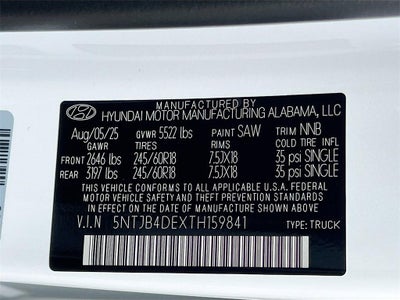 MANUFACTURED BY
HYUNDAI MOTOR MANUFACTURING ALABAMA, LLC
Aug/05/25 GVWR 5522 lbs PAINT SAW TRIM NNB
GAWR TIRES RIMS COLD TIRE INFL
FRONT 2646 lbs 245/60R18 7.5JX18 35 psi SINGLE
REAR 3197 lbs 245/60R18 7.5JX18 35 psi SINGLE
THIS VEHICLE CONFORMS TO ALL APPLICABLE U.S.A. FEDERAL
MOTOR VEHICLE SAFETY AND THEFT PREVENTION STANDARDS
IN EFFECT ON THE DATE OF MANUFACTURE SHOWN ABOVE.
V.I.N 5NTJB4DEXTH159841 TYPE: TRUCK